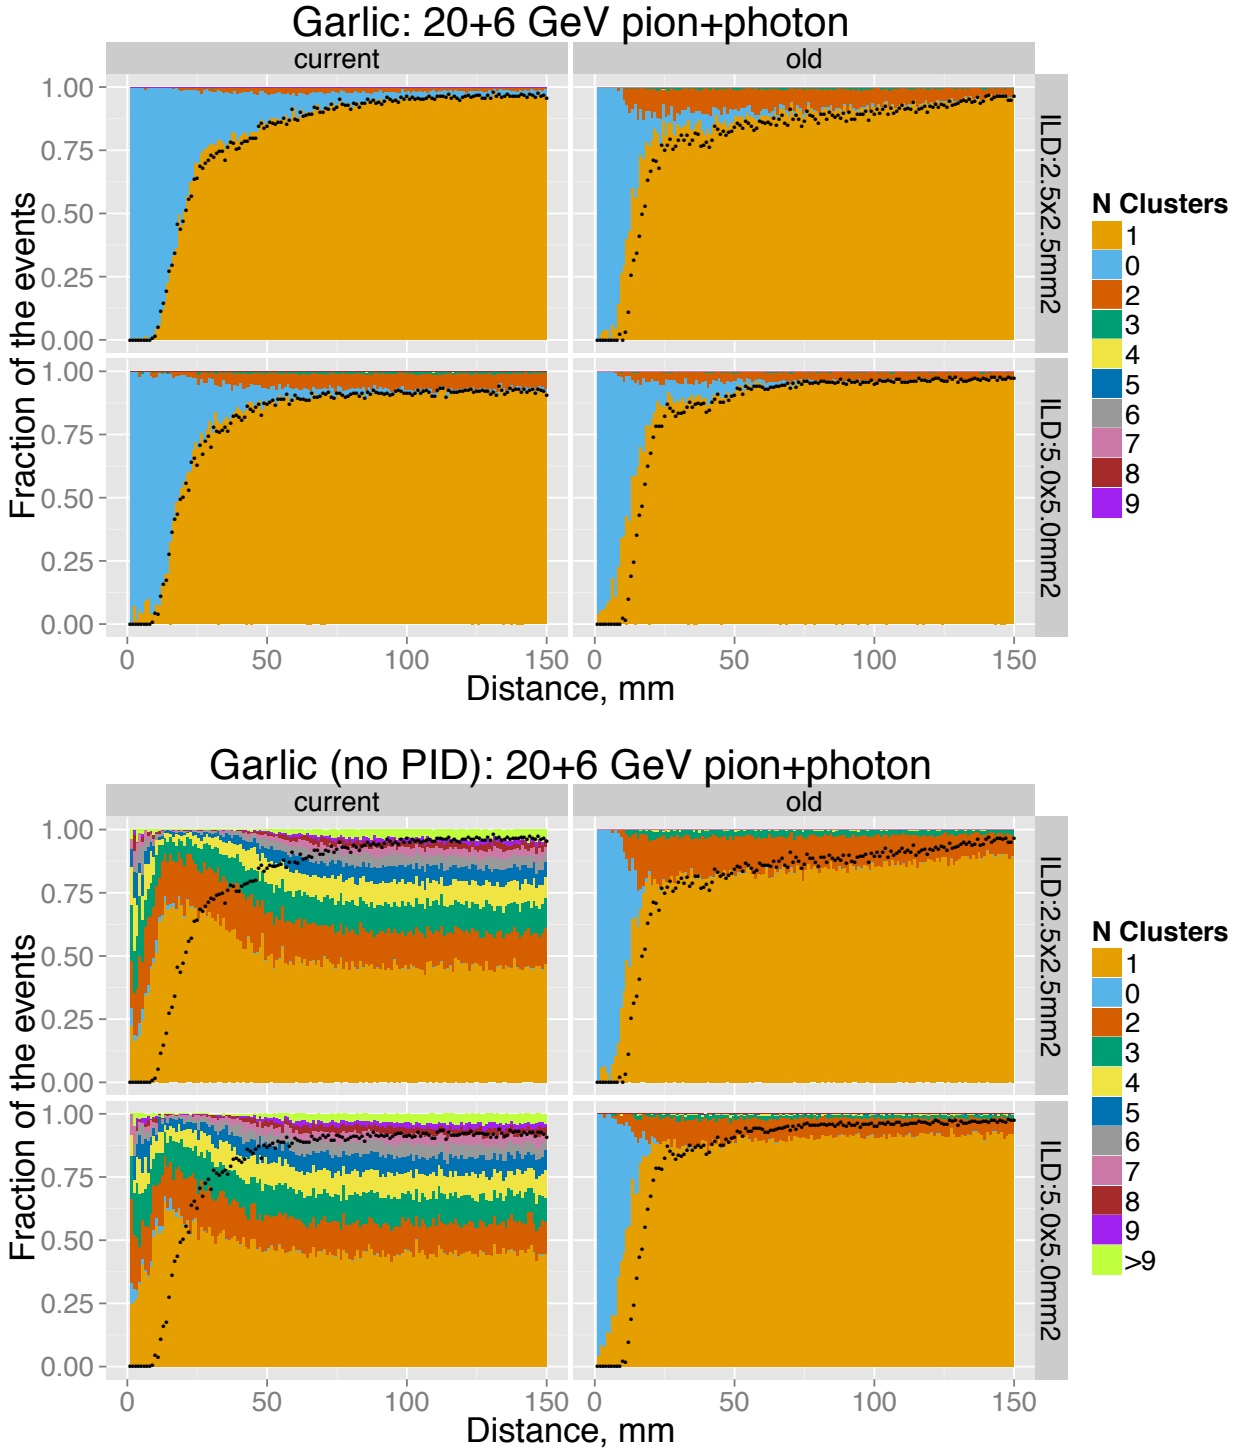 Garlic: 20+6 GeV pion+photon
current old
1.00
0.75
0.50
0.25
0.00
ILD:2.5x2.5mm2
1.00
0.75
0.50
0.25
0.00
ILD:5.0x5.0mm2
Fraction of the events
0 50 100 150 0 50 100 150
Distance, mm
N Clusters
1
0
2
3
4
5
6
7
8
9
Garlic (no PID): 20+6 GeV pion+photon
current old
1.00
0.75
0.50
0.25
0.00
ILD:2.5x2.5mm2
1.00
0.75
0.50
0.25
0.00
ILD:5.0x5.0mm2
Fraction of the events
0 50 100 150 0 50 100 150
Distance, mm
N Clusters
1
0
2
3
4
5
6
7
8
9
>9